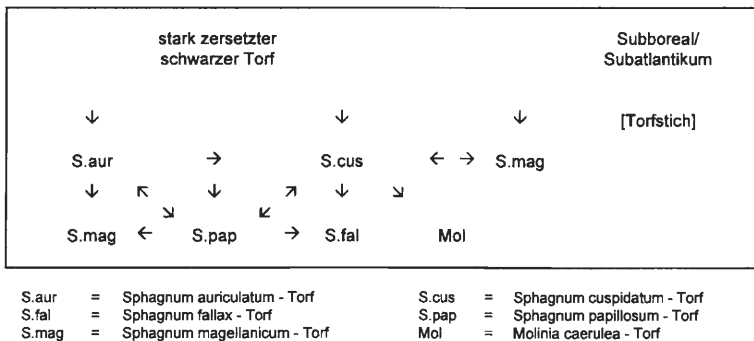 stark zersetzter Subboreal/
schwarzer Torf Subatlantikum
↓ ↓ ↓ [Torfstich]
S.aur → S.cus ← → S.mag
↓ ↖ ↘ ↓ ↗ ↙ ↓ ↘
S.mag ← S.pap → S.fal Mol
S.aur = Sphagnum auriculatum - Torf S.cus = Sphagnum cuspidatum - Torf
S.fal = Sphagnum fallax - Torf S.pap = Sphagnum papillosum - Torf
S.mag = Sphagnum magellanicum - Torf Mol = Molinia caerulea - Torf